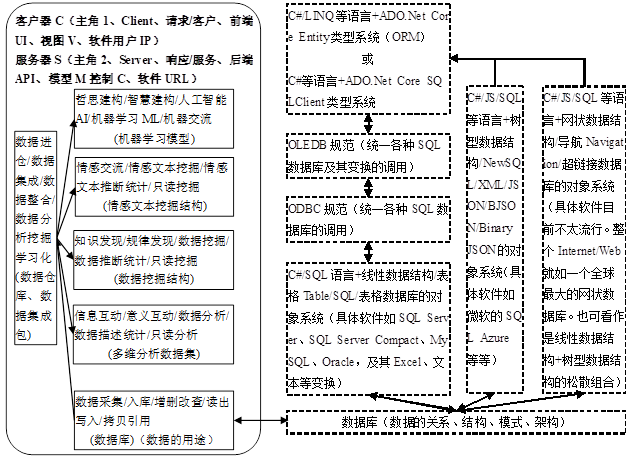 客户器 C（主角 1、Client、请求/客户、前端
UI、视图 V、软件用户 IP）
服务器 S（主角 2、Server、响应/服务、后端
API、模型 M 控制 C、软件 URL）
哲思建构/智慧建构/人工智能
AI/机器学习 ML/机器交流
(机器学习模型)
情感交流/情感文本挖掘/情感
文本推断统计/只读挖掘
(情感文本挖掘结构)
知识发现/规律发现/数据挖掘/
数据推断统计/只读挖掘
(数据挖掘结构)
信息互动/意义互动/数据分析/
数据描述统计/只读分析
(多维分析数据集)
数据采集/入库/增删改查/读出
写入/拷贝引用
(数据库)（数据的用途）
数据进
仓/数据
集成/数
据整合/
数据分
析挖掘
学习化
(数据仓
库、数
据集成
包)
C#/LINQ 等语言+ADO.Net Co
re Entity类型系统（ORM）
或
C#等语言+ADO.Net Core SQ
LClient 类型系统
OLEDB 规范（统一各种 SQL
数据库及其变换的调用）
ODBC 规范（统一各种 SQL 数
据库的调用）
C#/SQL 语言+线性数据结构/表
格 Table/SQL/表格数据库的对
象系统（具体软件如 SQL Serv
er、SQL Server Compact、My
SQL、Oracle，及其 Excel、文
本等变换）
C#/JS/SQL
等语言+树
型数据结
构/NewSQ
L/XML/JS
ON/BJSO
N/Binary
JSON 的对
象系统（具
体软件如
微软的 SQ
L Azure
等等）
C#/JS/SQL 等语
言+网状数据结
构/导航 Navigat
ion/超链接数据
库的对象系统
（具体软件目
前不太流行。整
个 Internet/Web
就如一个全球
最大的网状数
据库。也可看作
是线性数据结
构+树型数据结
构的松散组合）
数据库（数据的关系、结构、模式、架构）